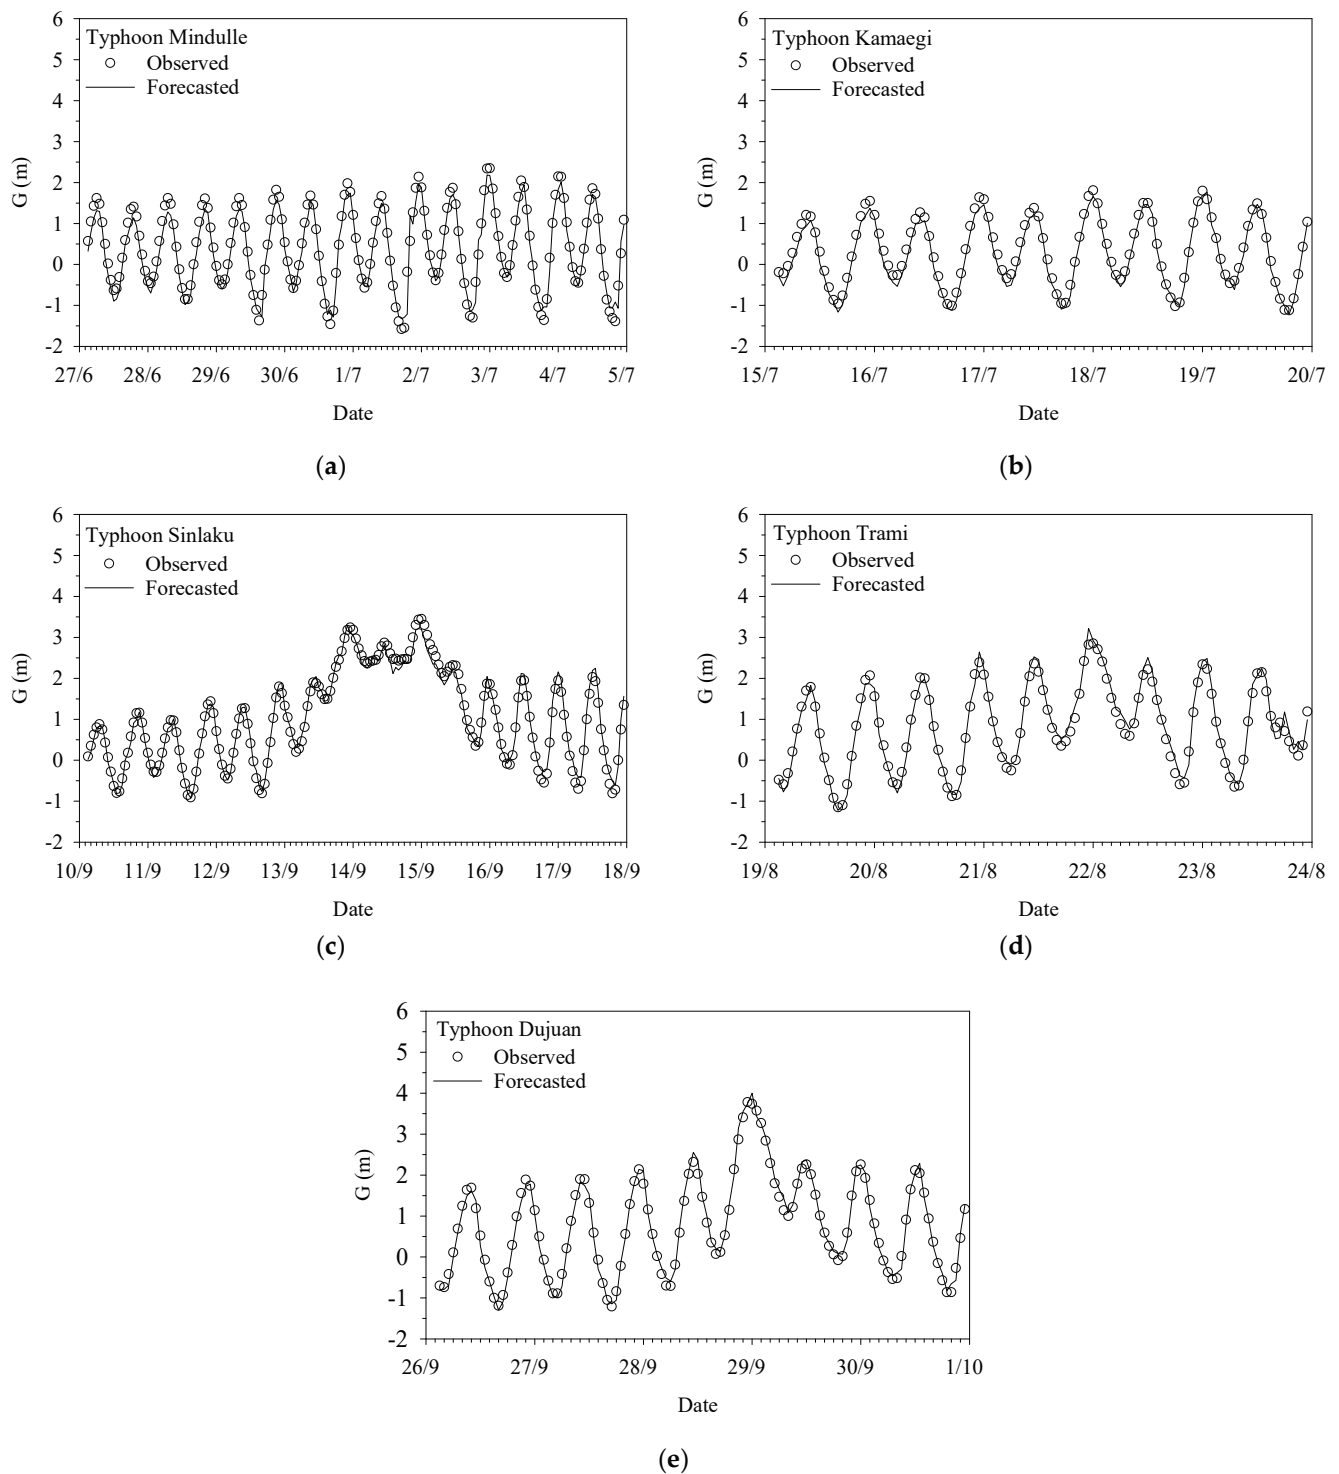 Typhoon Mindulle
Observed
Forecasted
G (m)
6
5
4
3
2
1
0
-1
-2
27/6 28/6 29/6 30/6 1/7 2/7 3/7 4/7 5/7
Date
(a)
Typhoon Kamaegi
Observed
Forecasted
G (m)
6
5
4
3
2
1
0
-1
-2
15/7 16/7 17/7 18/7 19/7 20/7
Date
(b)
Typhoon Sinlaku
Observed
Forecasted
G (m)
6
5
4
3
2
1
0
-1
-2
10/9 11/9 12/9 13/9 14/9 15/9 16/9 17/9 18/9
Date
(c)
Typhoon Trami
Observed
Forecasted
G (m)
6
5
4
3
2
1
0
-1
-2
19/8 20/8 21/8 22/8 23/8 24/8
Date
(d)
Typhoon Dujuan
Observed
Forecasted
G (m)
6
5
4
3
2
1
0
-1
-2
26/9 27/9 28/9 29/9 30/9 1/10
Date
(e)